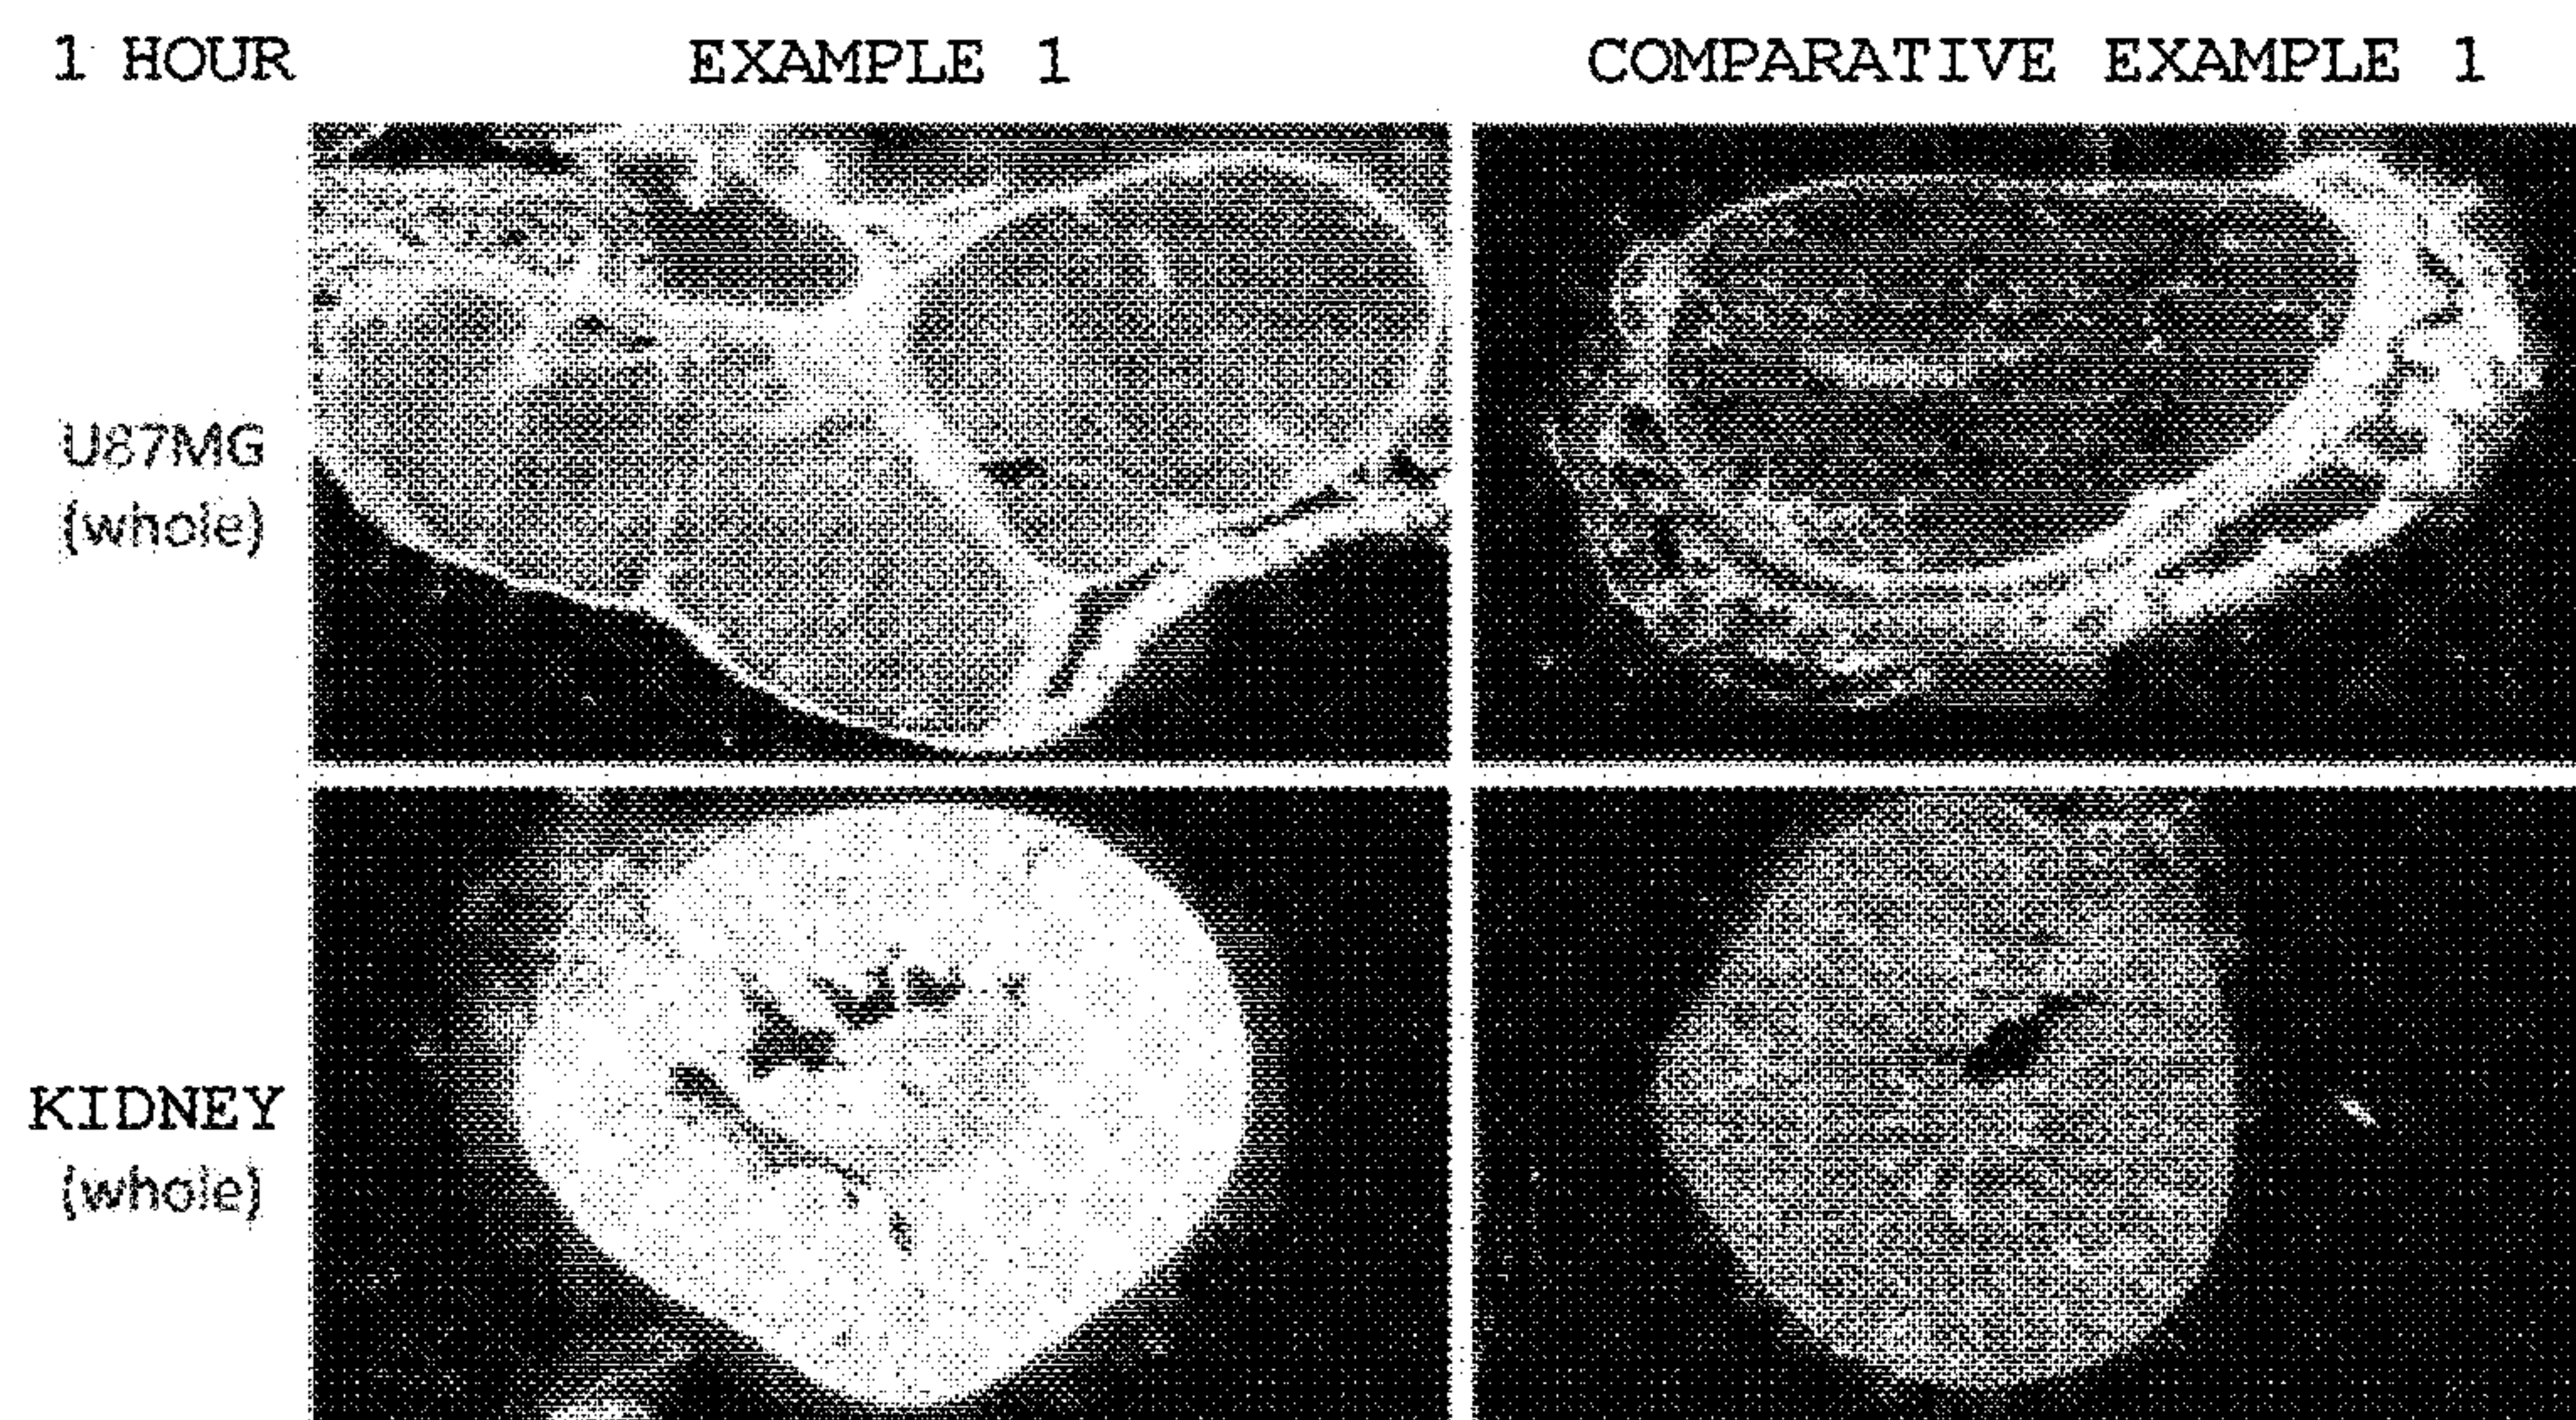 1 HOUR
EXAMPLE 1
COMPARATIVE EXAMPLE 1
U87MG
(whole)
KIDNEY
(whole)